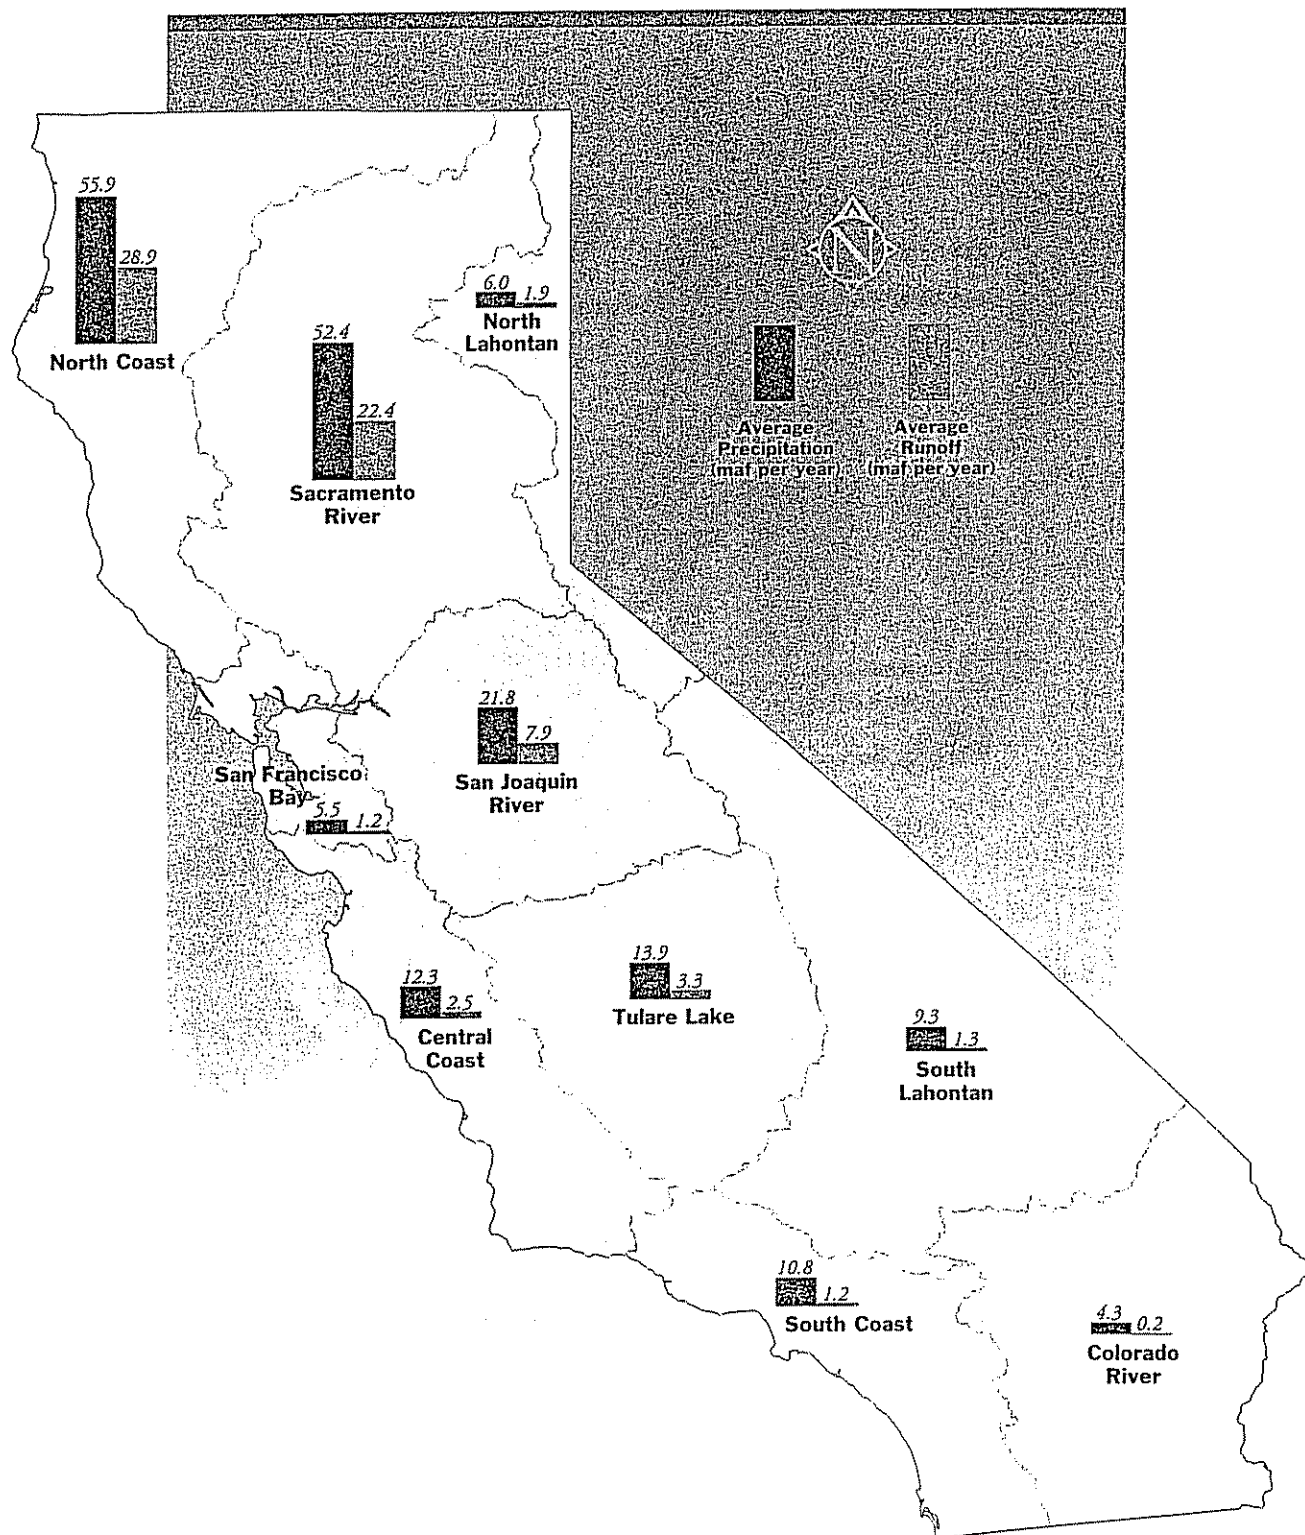 55.9
28.9
North Coast
6.0 1.9
North
Lahontan
52.4
22.4
Sacramento
River
N
Average
Precipitation
(maf per year)
Average
Runoff
(maf per year)
21.8
7.9
San Joaquin
River
San Francisco
Bay
5.5 1.2
13.9
3.3
Tulare Lake
12.3
2.5
Central
Coast
9.3
1.3
South
Lahontan
10.8
1.2
South Coast
4.3 0.2
Colorado
River